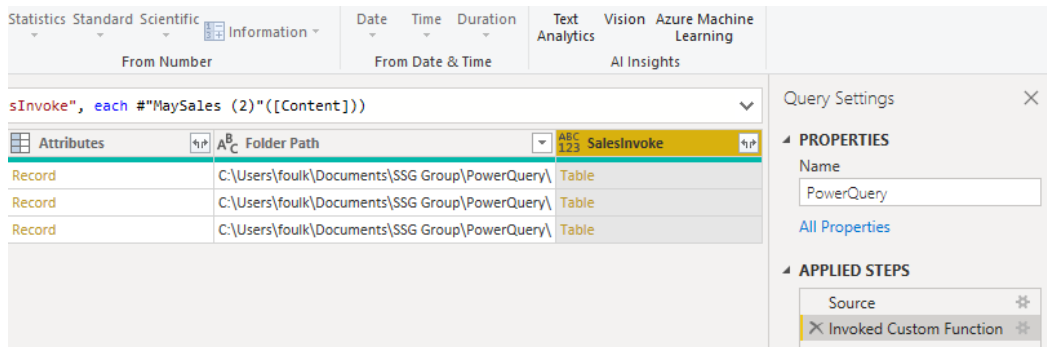 Statistics Standard Scientific
Information
From Number
Date Time Duration
From Date & Time
Text Analytics
Vision
Azure Machine Learning
AI Insights
sInvoke", each #"MaySales (2)"([Content]))
Attributes
ABC Folder Path
ABC 123 SalesInvoke
Record C:\Users\foulk\Documents\SSG Group\PowerQuery\ Table
Record C:\Users\foulk\Documents\SSG Group\PowerQuery\ Table
Record C:\Users\foulk\Documents\SSG Group\PowerQuery\ Table
Query Settings
PROPERTIES
Name
PowerQuery
All Properties
APPLIED STEPS
Source
Invoked Custom Function